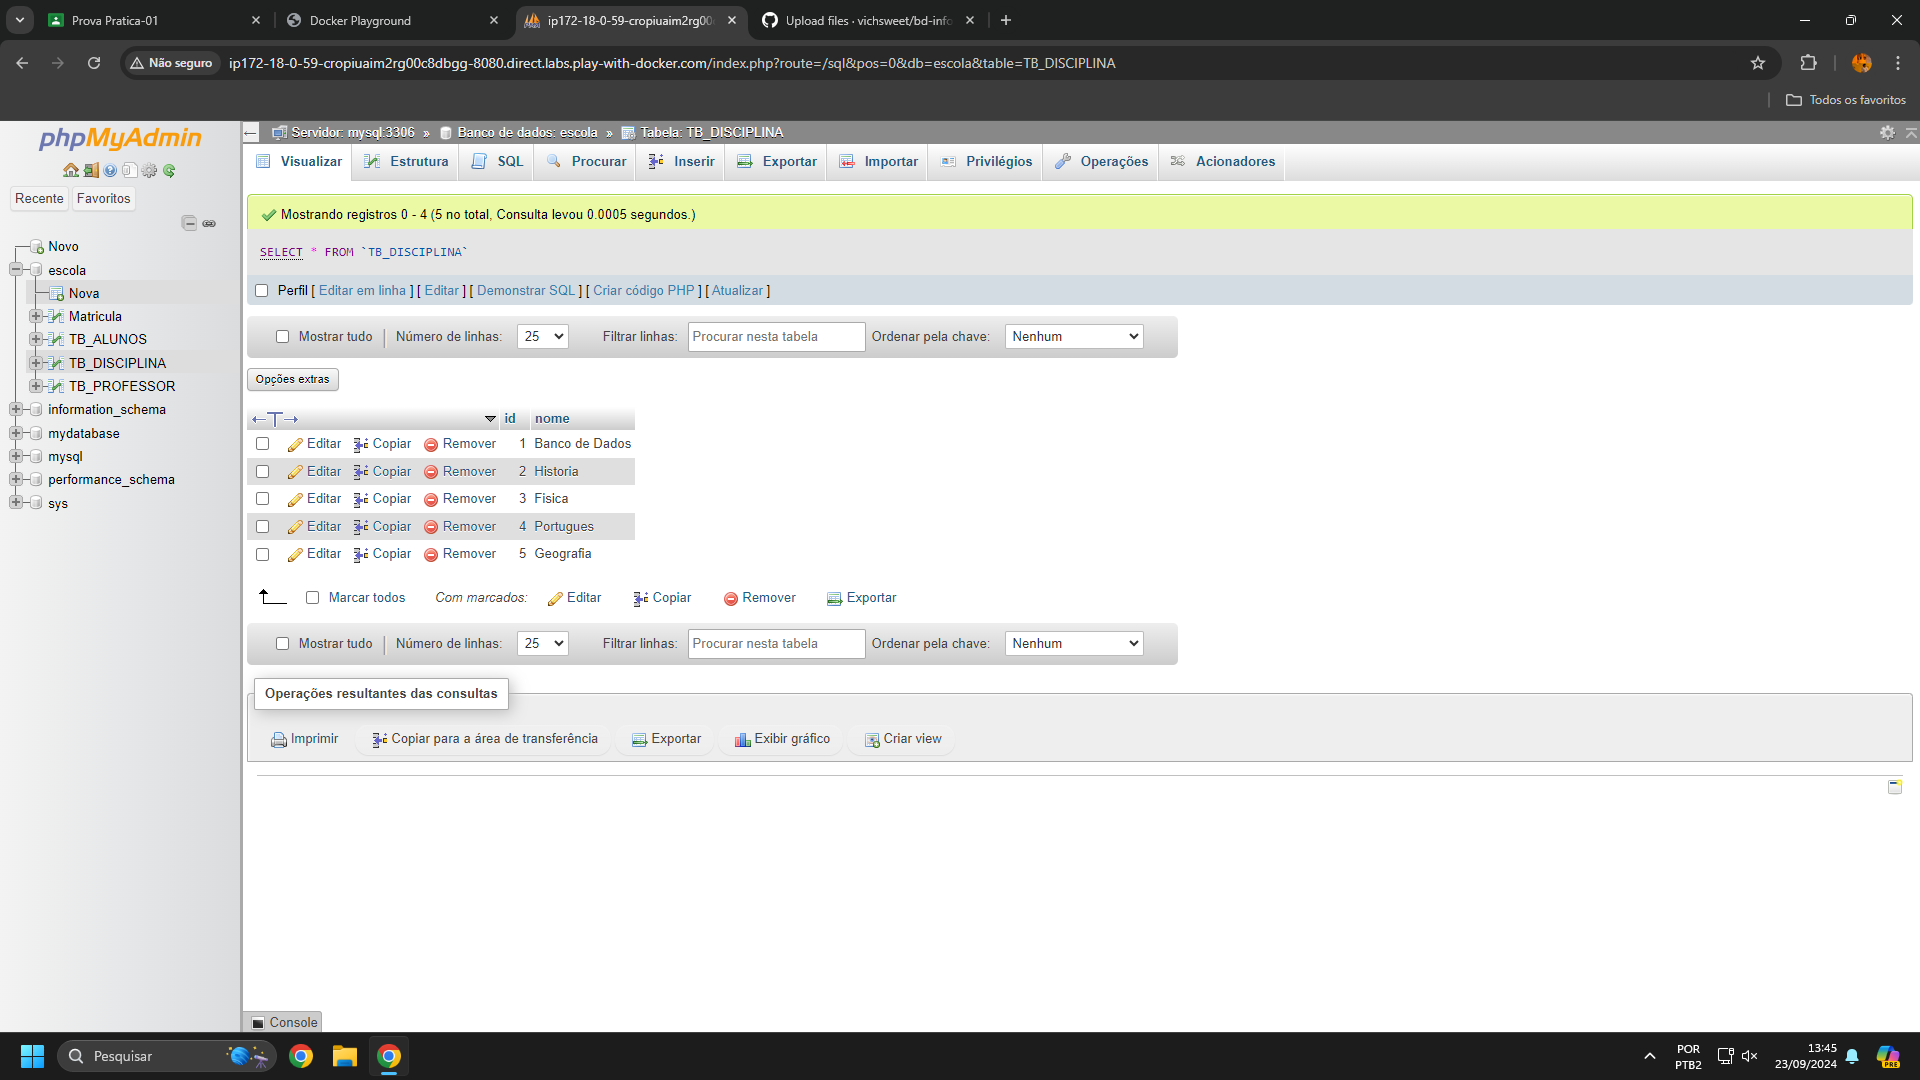 Prova Pratica-01
Docker Playground
ip172-18-0-59-cropiuaim2rg00
Upload files · vichsweet/bd-info
Não seguro
ip172-18-0-59-cropiuaim2rg00c8dbgg-8080.direct.labs.play-with-docker.com/index.php?route=/sql&pos=0&db=escola&table=TB_DISCIPLINA
Todos os favoritos
phpMyAdmin
Recente Favoritos
Novo
escola
Nova
Matricula
TB_ALUNOS
TB_DISCIPLINA
TB_PROFESSOR
information_schema
mydatabase
mysql
performance_schema
sys
Servidor: mysql:3306 » Banco de dados: escola » Tabela: TB_DISCIPLINA
Visualizar Estrutura SQL Procurar Inserir Exportar Importar Privilégios Operações Acionadores
Mostrando registros 0 - 4 (5 no total, Consulta levou 0.0005 segundos.)
SELECT * FROM `TB_DISCIPLINA`
Perfil [ Editar em linha ] [ Editar ] [ Demonstrar SQL ] [ Criar código PHP ] [ Atualizar ]
Mostrar tudo Número de linhas: 25 Filtrar linhas: Procurar nesta tabela Ordenar pela chave: Nenhum
Opções extras
←T→ id nome
Editar Copiar Remover 1 Banco de Dados
Editar Copiar Remover 2 Historia
Editar Copiar Remover 3 Fisica
Editar Copiar Remover 4 Portugues
Editar Copiar Remover 5 Geografia
Marcar todos Com marcados: Editar Copiar Remover Exportar
Mostrar tudo Número de linhas: 25 Filtrar linhas: Procurar nesta tabela Ordenar pela chave: Nenhum
Operações resultantes das consultas
Imprimir Copiar para a área de transferência Exportar Exibir gráfico Criar view
Console
Pesquisar
POR
PTB2
13:45
23/09/2024
PRE